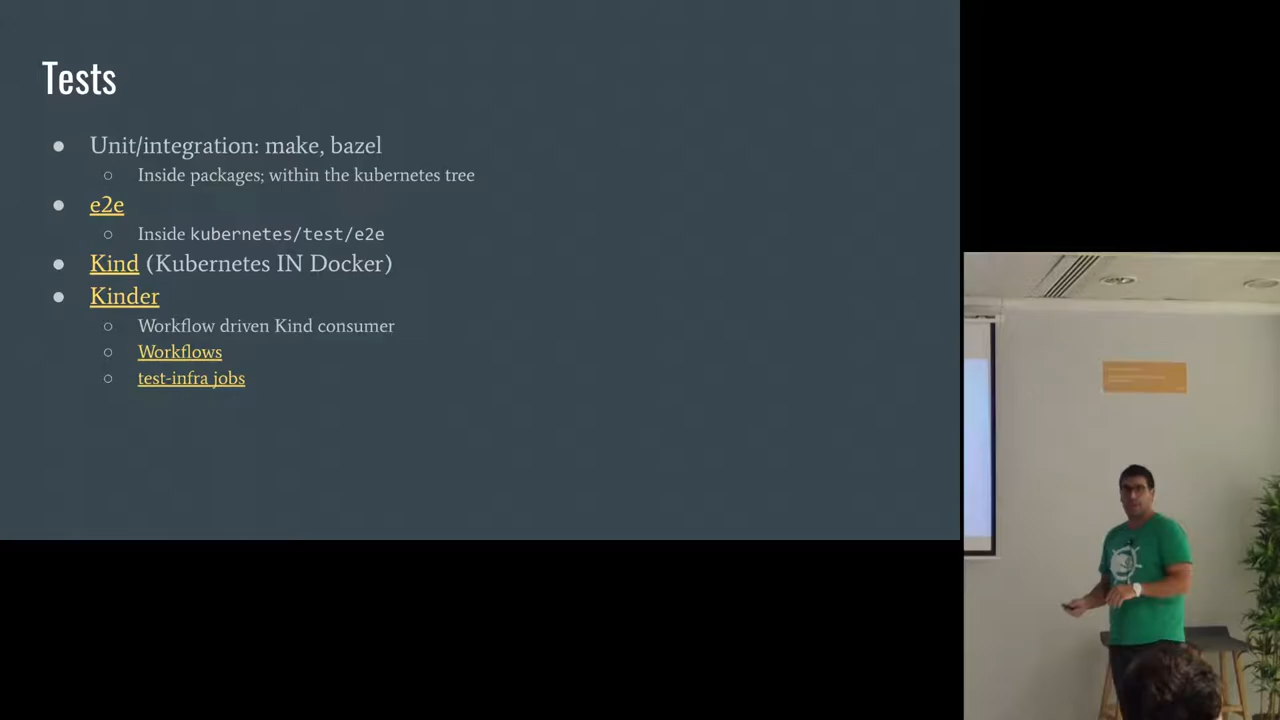 Tests
● Unit/integration: make, bazel
○ Inside packages; within the kubernetes tree
● e2e
○ Inside kubernetes/test/e2e
● Kind (Kubernetes IN Docker)
● Kinder
○ Workflow driven Kind consumer
○ Workflows
○ test-infra jobs